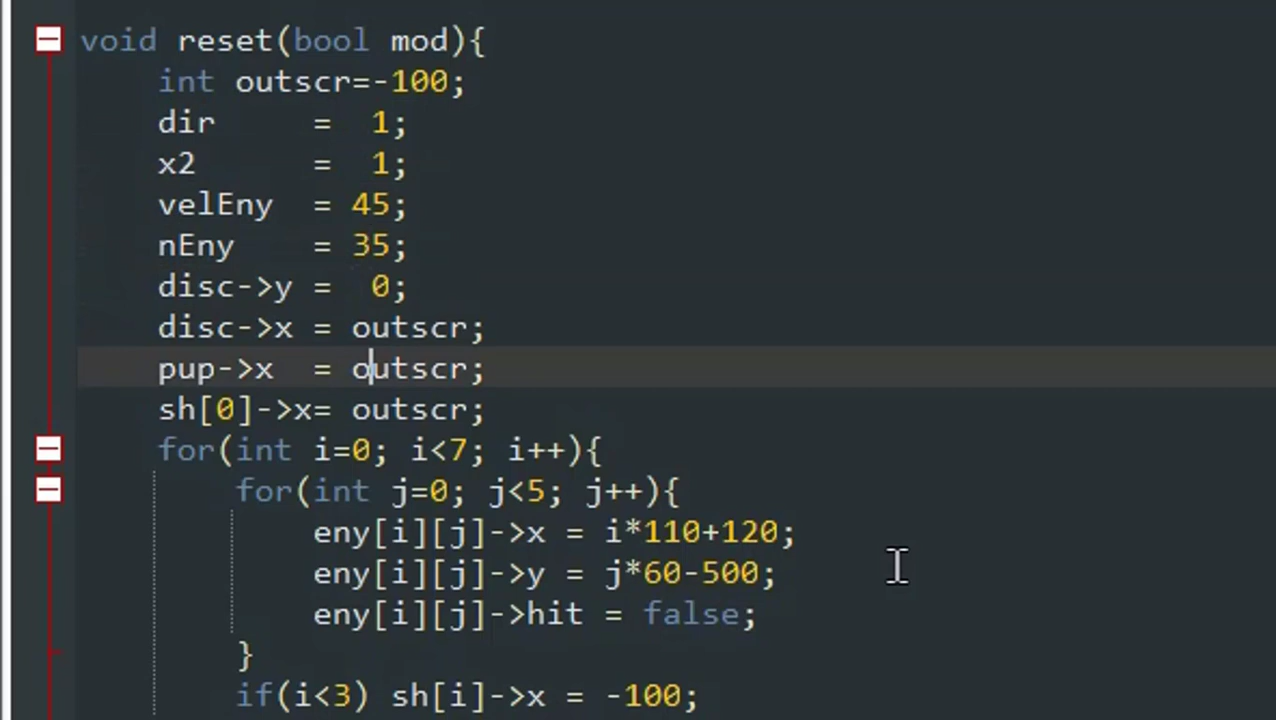 void reset(bool mod){
    int outscr=-100;
    dir     =  1;
    x2      =  1;
    velEny  = 45;
    nEny    = 35;
    disc->y =  0;
    disc->x = outscr;
    pup->x  = outscr;
    sh[0]->x= outscr;
    for(int i=0; i<7; i++){
        for(int j=0; j<5; j++){
            eny[i][j]->x = i*110+120;
            eny[i][j]->y = j*60-500;
            eny[i][j]->hit = false;
        }
        if(i<3) sh[i]->x = -100;